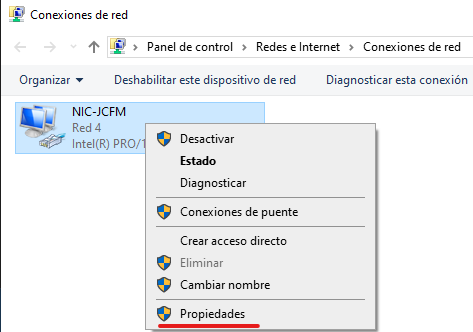 Conexiones de red
Panel de control > Redes e Internet > Conexiones de red
Organizar Deshabilitar este dispositivo de red Diagnosticar esta conexión
NIC-JCFM
Red 4
Intel(R) PRO/1
Desactivar
Estado
Diagnosticar
Conexiones de puente
Crear acceso directo
Eliminar
Cambiar nombre
Propiedades